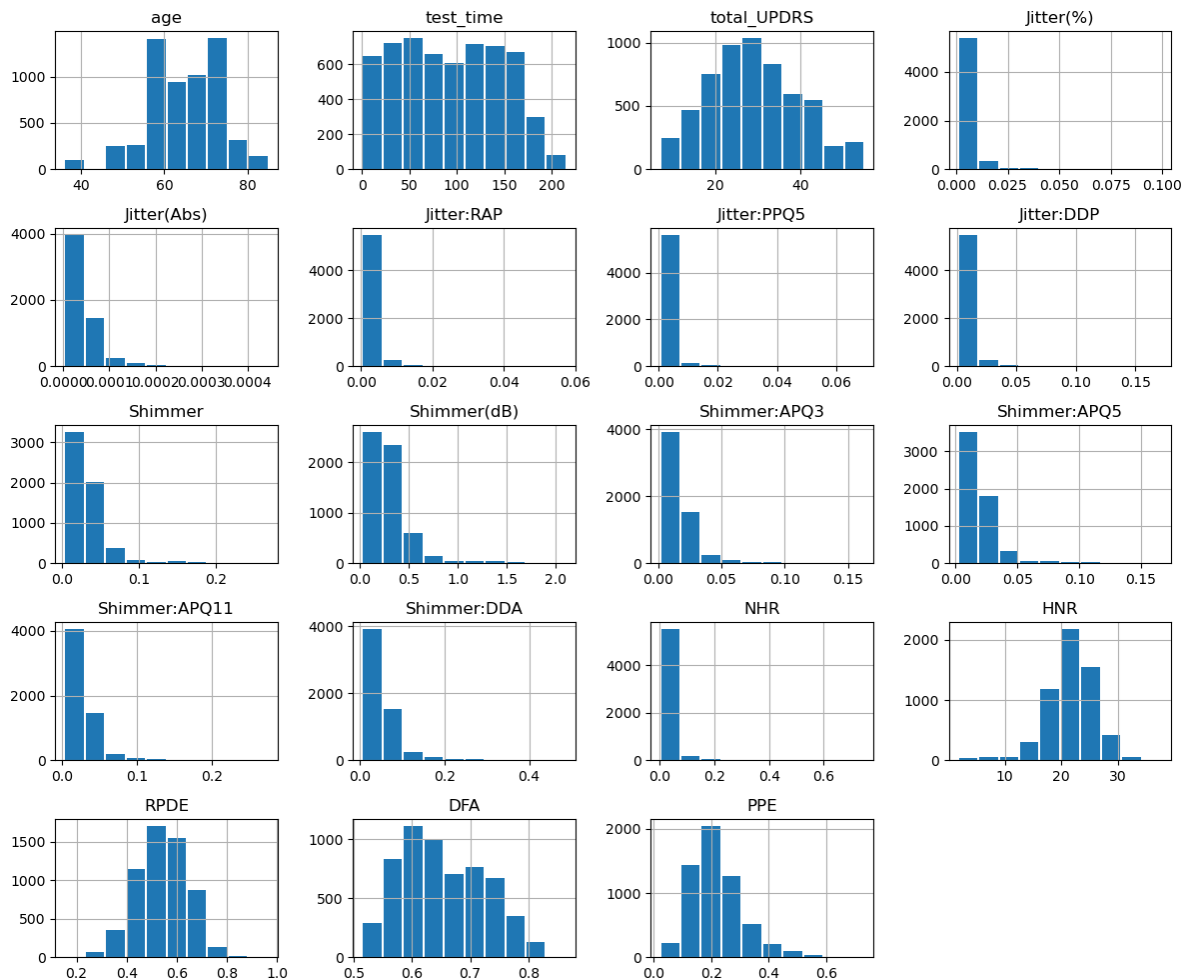 age test_time total_UPDRS Jitter(%)
1000 500 0 40 60 80
600 400 200 0 0 50 100 150 200
1000 500 0 20 40
4000 2000 0 0.000 0.025 0.050 0.075 0.100
Jitter(Abs) Jitter:RAP Jitter:PPQ5 Jitter:DDP
4000 2000 0 0.0000 0.0001 0.0002 0.0003 0.0004
4000 2000 0 0.00 0.02 0.04 0.06
4000 2000 0 0.00 0.02 0.04 0.06
4000 2000 0 0.00 0.05 0.10 0.15
Shimmer Shimmer(dB) Shimmer:APQ3 Shimmer:APQ5
3000 2000 1000 0 0.0 0.1 0.2
2000 1000 0 0.0 0.5 1.0 1.5 2.0
4000 2000 0 0.00 0.05 0.10 0.15
3000 2000 1000 0 0.00 0.05 0.10 0.15
Shimmer:APQ11 Shimmer:DDA NHR HNR
4000 2000 0 0.0 0.1 0.2
4000 2000 0 0.0 0.2 0.4
4000 2000 0 0.0 0.2 0.4 0.6
2000 1000 0 10 20 30
RPDE DFA PPE
1500 1000 500 0 0.2 0.4 0.6 0.8 1.0
1000 500 0 0.5 0.6 0.7 0.8
2000 1000 0 0.0 0.2 0.4 0.6